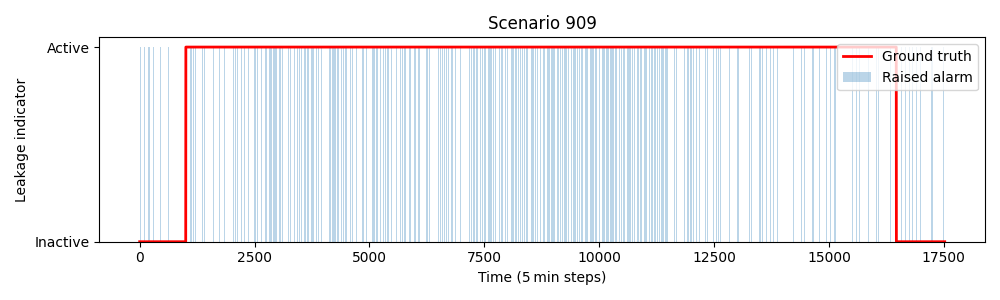 Scenario 909
Active
Inactive
Leakage indicator
Ground truth
Raised alarm
0 2500 5000 7500 10000 12500 15000 17500
Time (5 min steps)